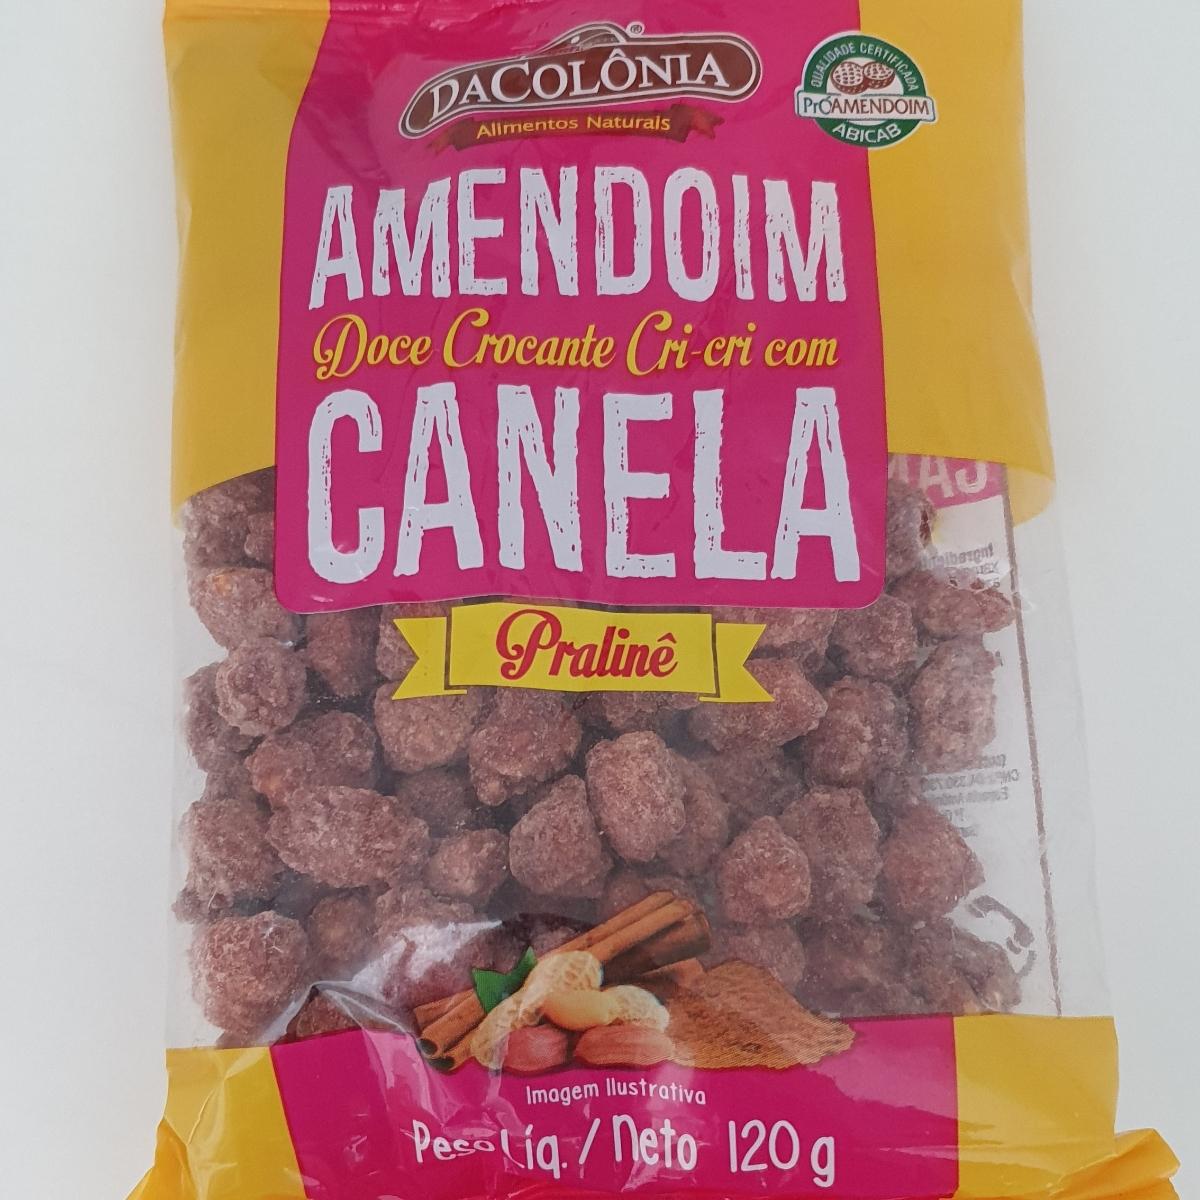 DACOLÔNIA
®
Alimentos Naturais
QUALIDADE CERTIFICADA
PróAMENDOIM
ABICAB
AMENDOIM
Doce Crocante Cri-cri com
CANELA
Pralinê
Imagem Ilustrativa
Peso Líq. / Neto 120 g